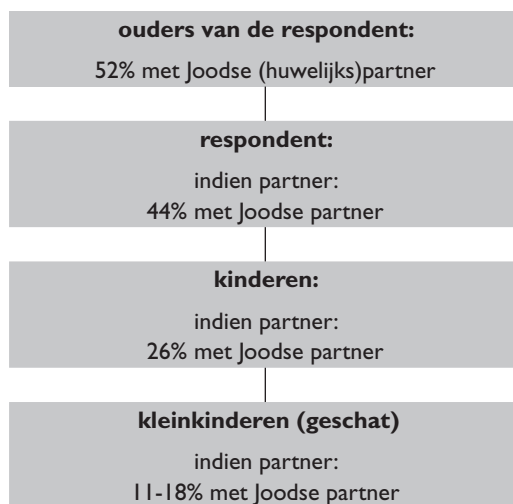 ouders van de respondent:
52% met Joodse (huwelijks)partner
respondent:
indien partner:
44% met Joodse partner
kinderen:
indien partner:
26% met Joodse partner
kleinkinderen (geschat)
indien partner:
11-18% met Joodse partner